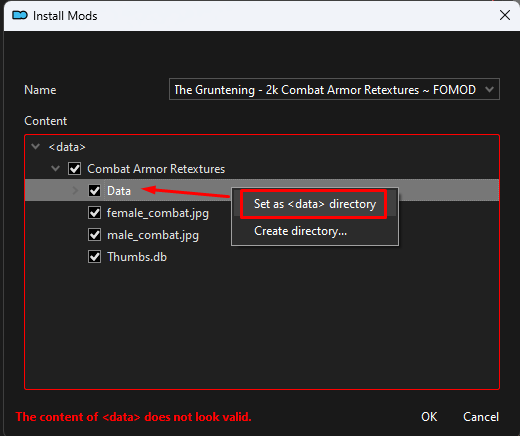 Install Mods
Name
The Gruntening - 2k Combat Armor Retextures ~ FOMOD
Content
<data>
Combat Armor Retextures
Data
Set as <data> directory
female_combat.jpg
Create directory...
male_combat.jpg
Thumbs.db
The content of <data> does not look valid.
OK
Cancel